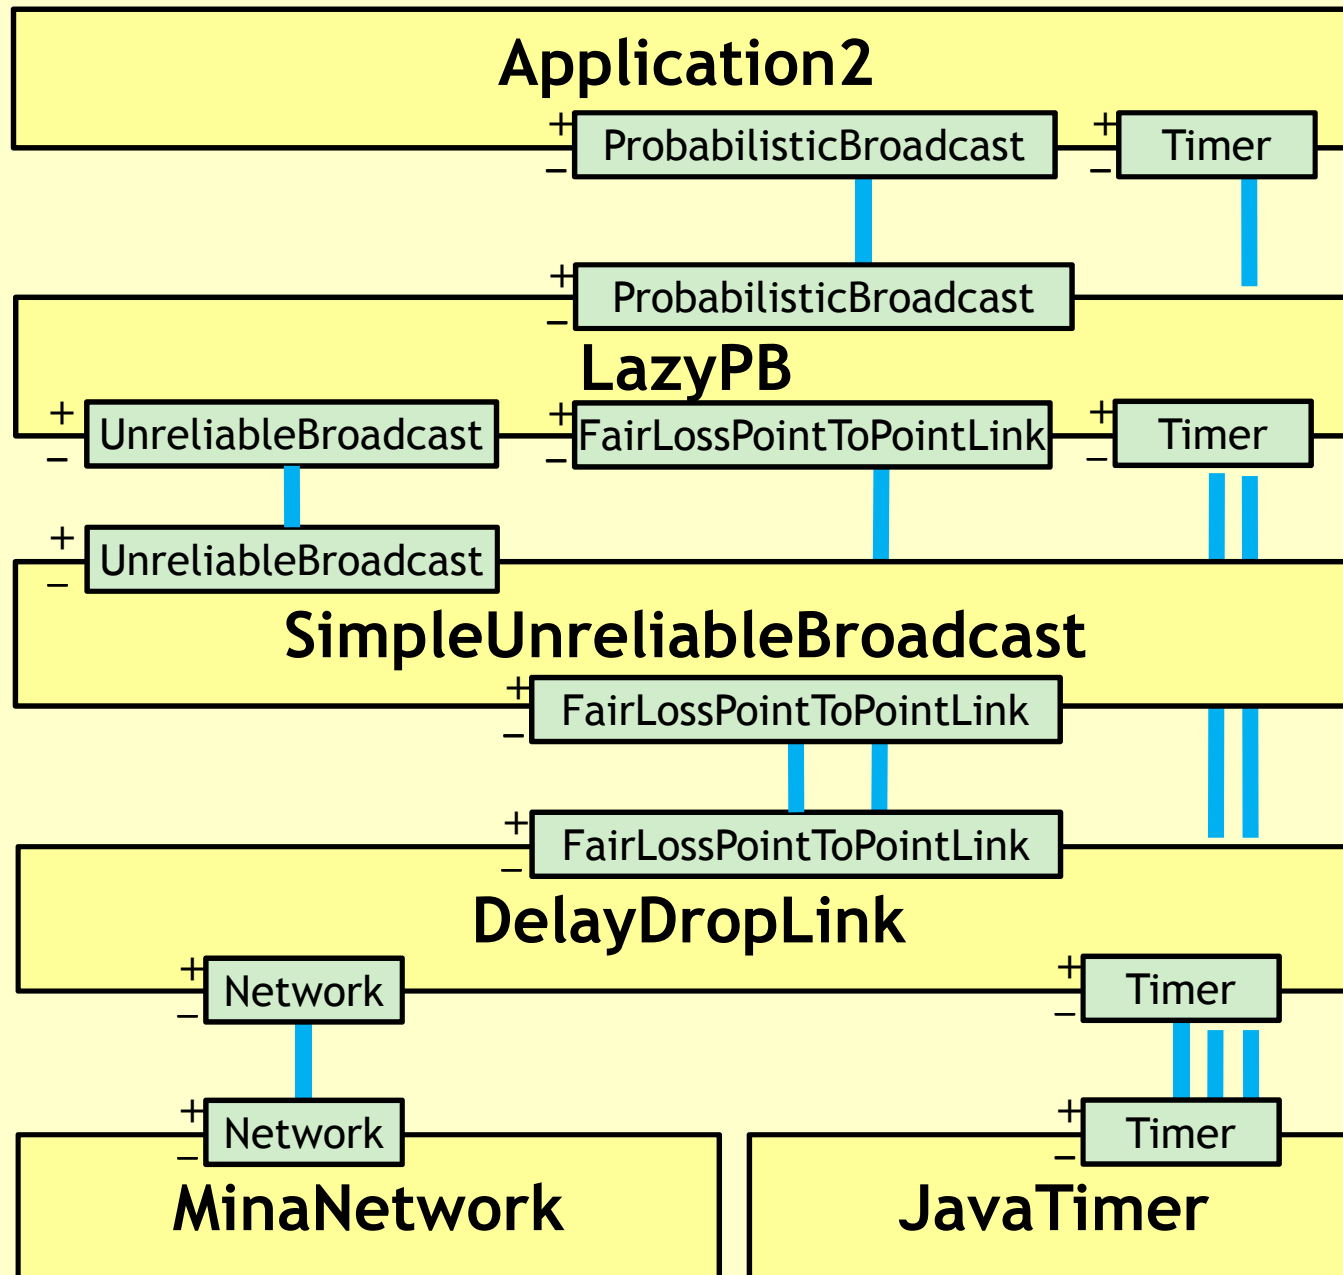 Application2
+ ProbabilisticBroadcast + Timer
− −
+ ProbabilisticBroadcast
−
LazyPB
+ UnreliableBroadcast + FairLossPointToPointLink + Timer
− − −
+ UnreliableBroadcast
−
SimpleUnreliableBroadcast
+ FairLossPointToPointLink
−
+ FairLossPointToPointLink
−
DelayDropLink
+ Network + Timer
− −
+ Network + Timer
− −
MinaNetwork JavaTimer